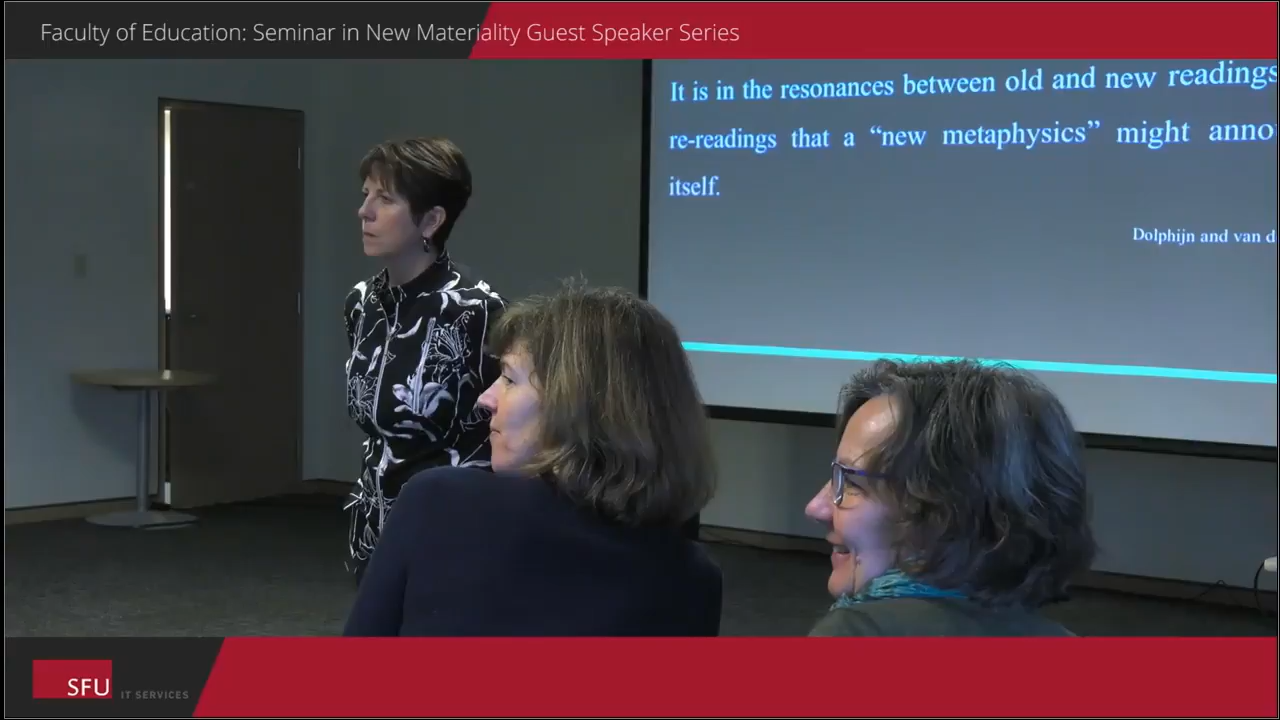 Faculty of Education: Seminar in New Materiality Guest Speaker Series
It is in the resonances between old and new readings
re-readings that a “new metaphysics” might anno
itself.
Dolphijn and van d
SFU IT SERVICES